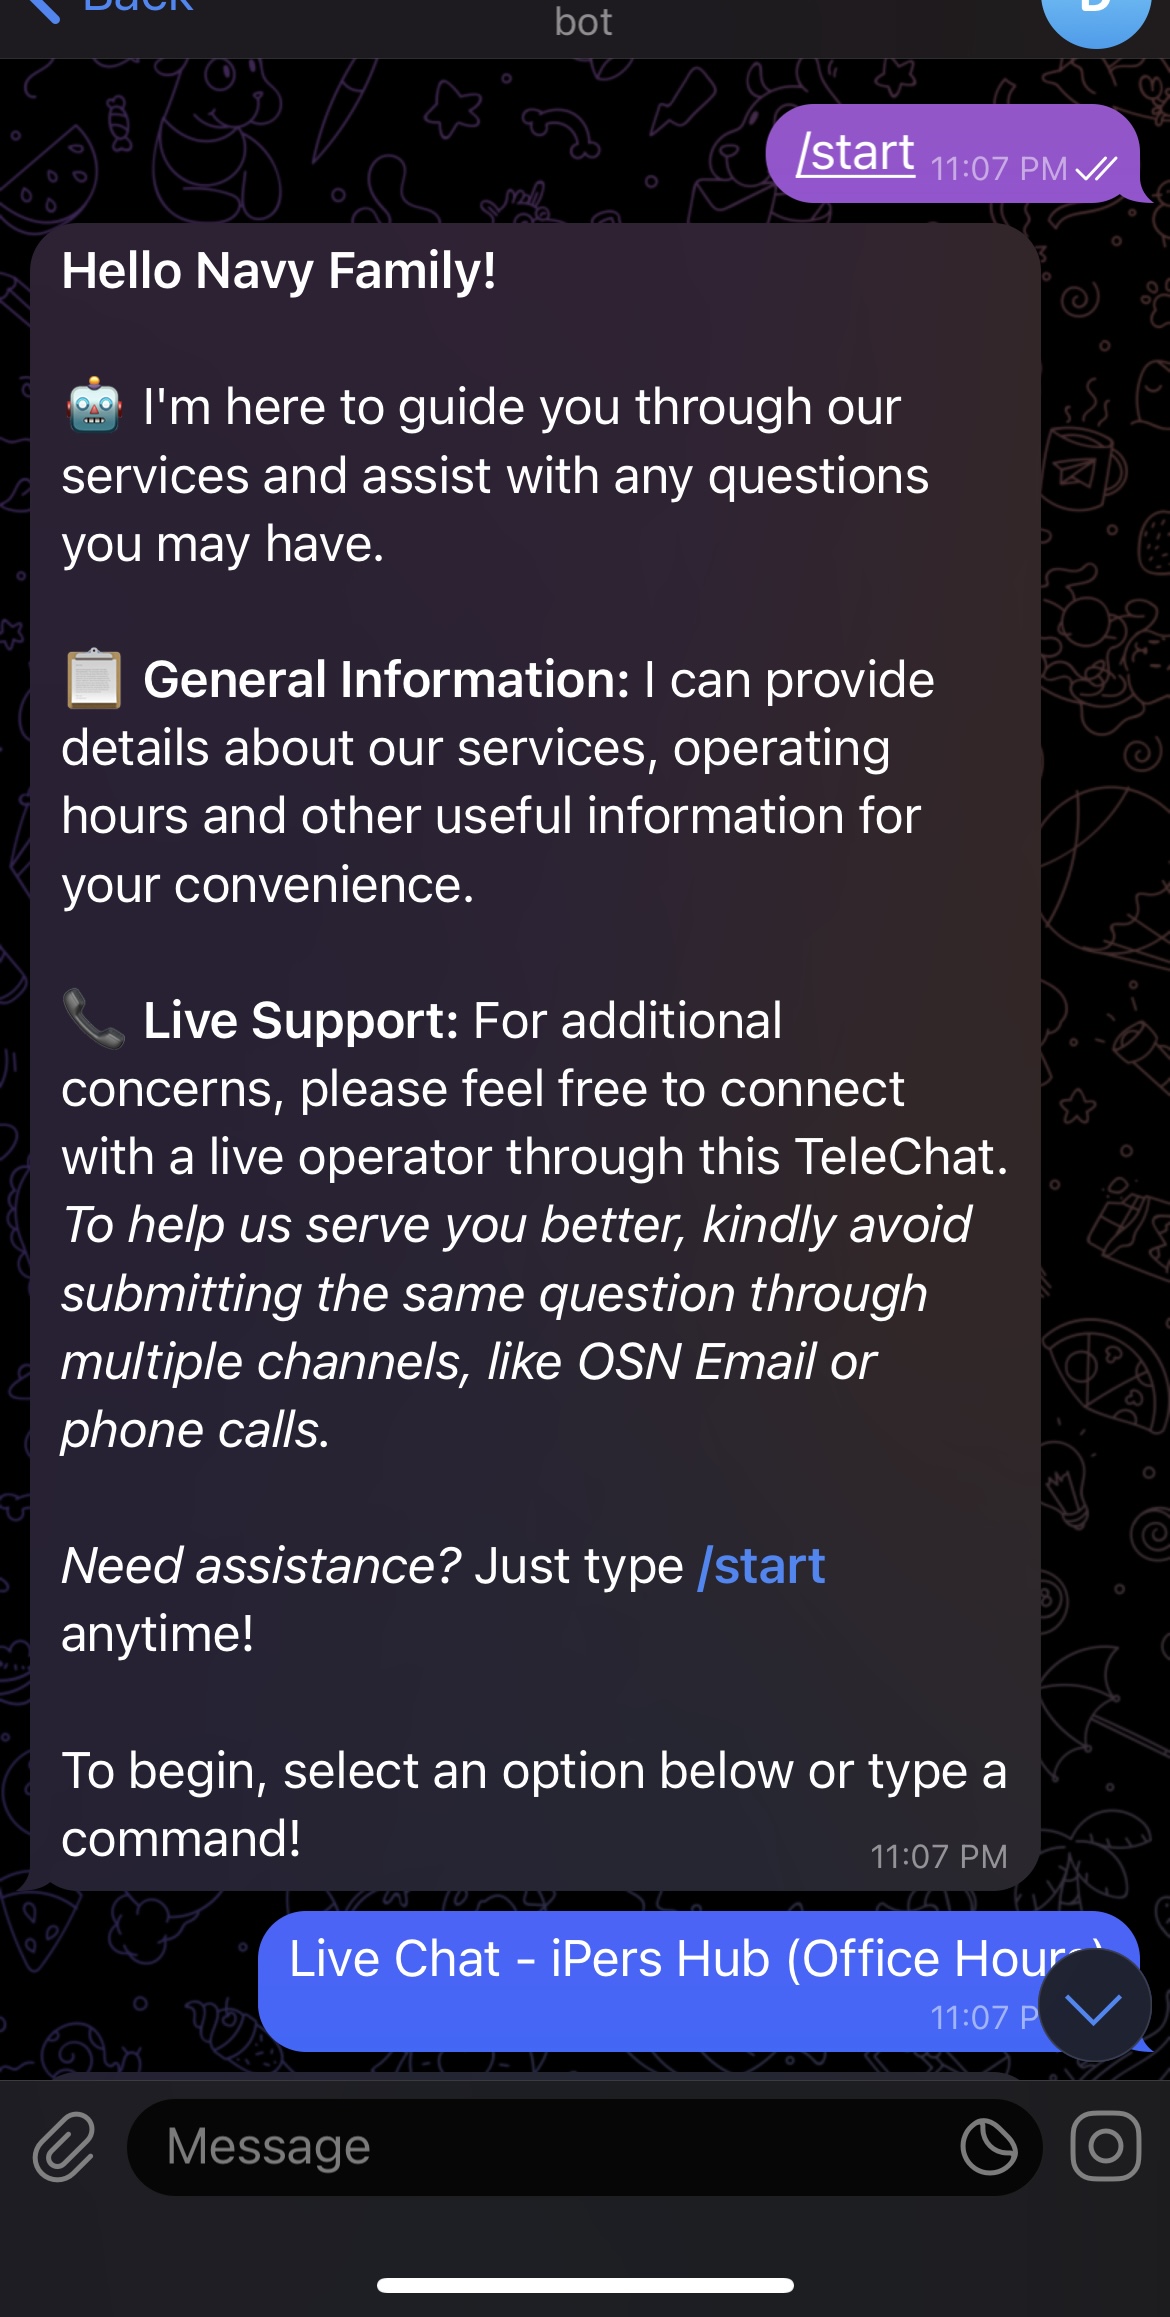 Back
bot
D
/start 11:07 PM
Hello Navy Family!
I'm here to guide you through our
services and assist with any questions
you may have.
General Information: I can provide
details about our services, operating
hours and other useful information for
your convenience.
Live Support: For additional
concerns, please feel free to connect
with a live operator through this TeleChat.
To help us serve you better, kindly avoid
submitting the same question through
multiple channels, like OSN Email or
phone calls.
Need assistance? Just type /start
anytime!
To begin, select an option below or type a
command!
11:07 PM
Live Chat - iPers Hub (Office Hours)
11:07 P
Message